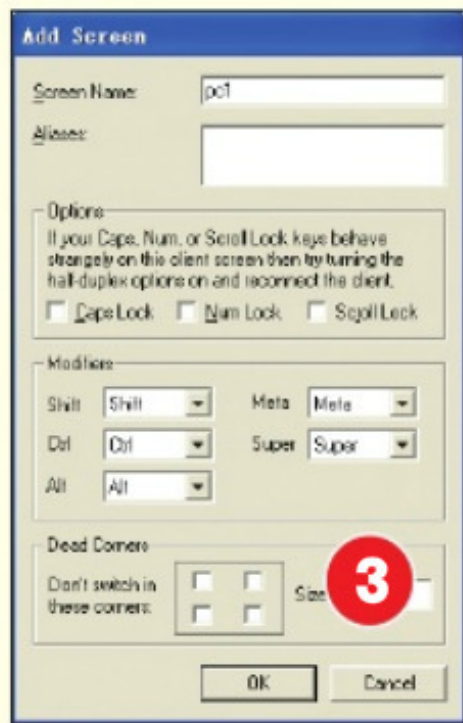 Add Screen
Screen Name: pc1
Aliases:
Options
If your Caps, Num, or Scroll Lock keys behave
strangely on this client screen then try turning the
half-duplex options on and reconnect the client.
Caps Lock Num Lock Scroll Lock
Modifiers
Shift Shift Meta Meta
Ctrl Ctrl Super Super
Alt Alt
Dead Corners
Don't switch in
these corners:
Size
3
OK Cancel